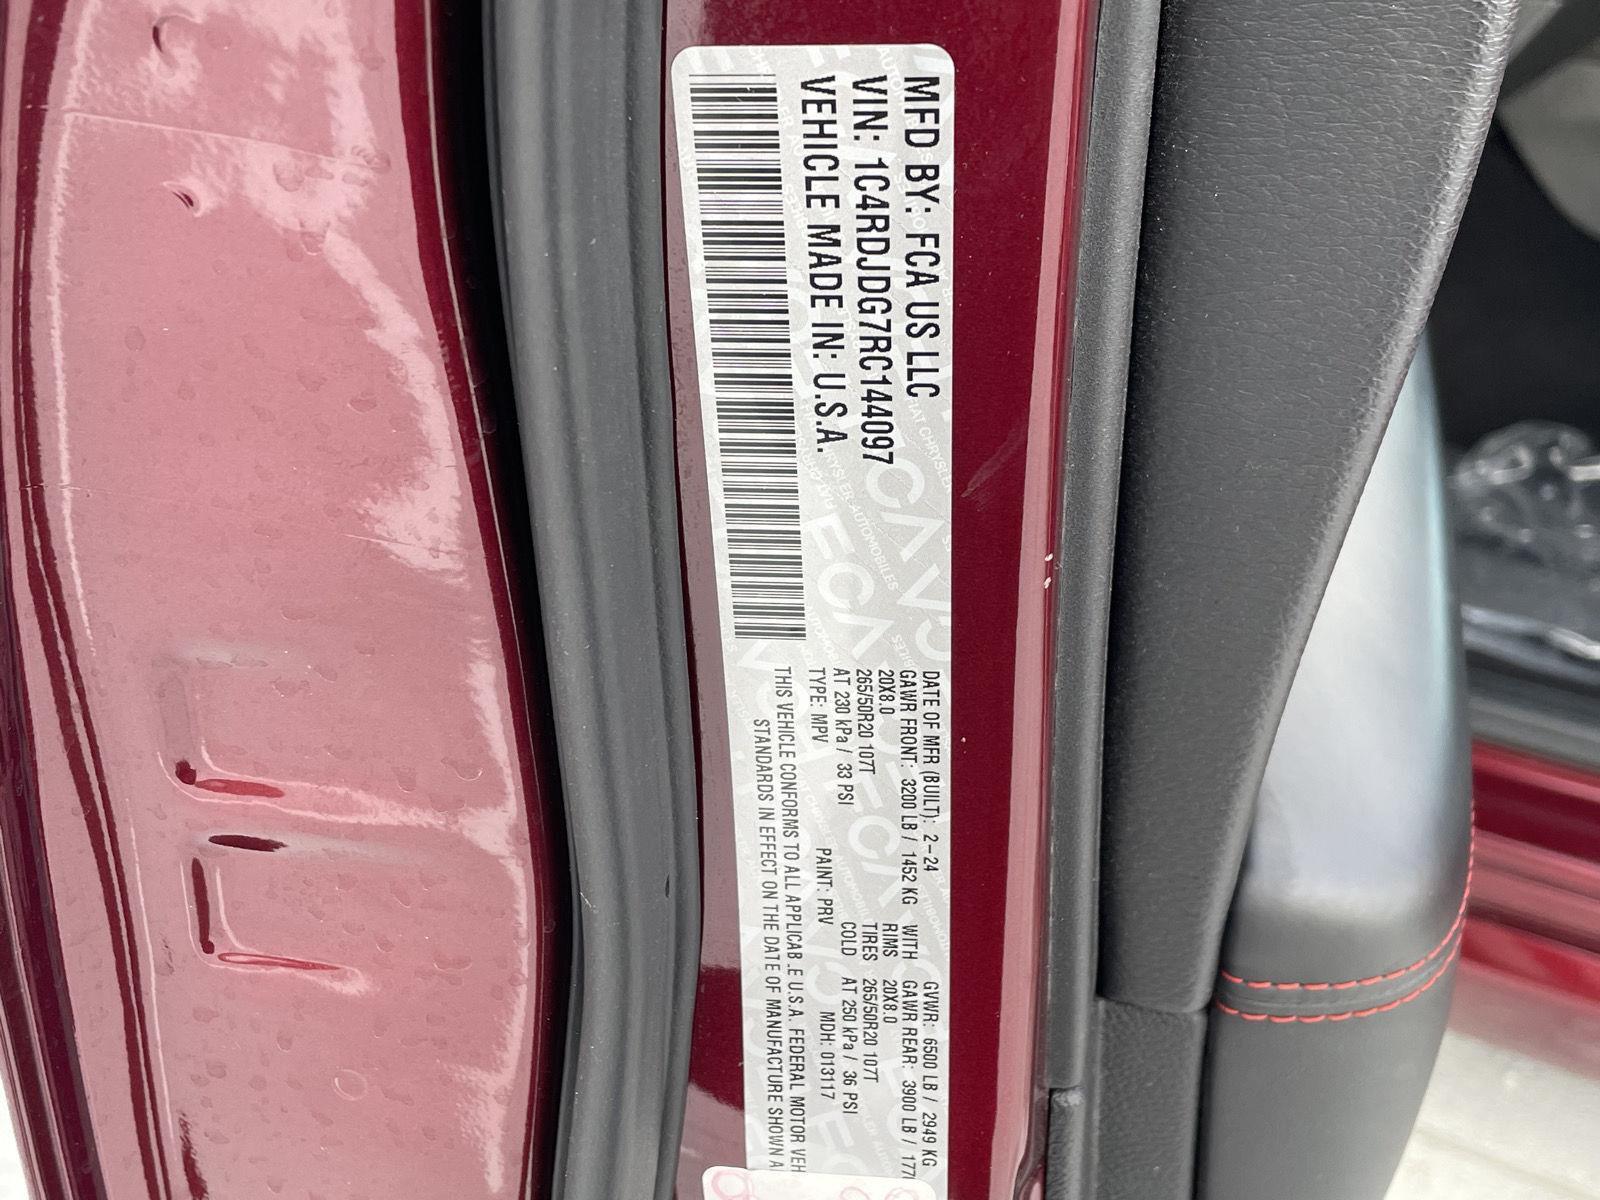 MFD BY: FCA US LLC
VIN: 1C4RDJDG7RC144097
VEHICLE MADE IN: U.S.A.
DATE OF MFR (BUILT): 2-24 GVWR: 6500 LB / 2949 KG
GAWR FRONT: 3200 LB / 1452 KG WITH GAWR REAR: 3900 LB /
20X8.0 RIMS 20X8.0
265/50R20 107T TIRES 265/50R20 107T
AT 230 kPa / 33 PSI COLD AT 250 kPa / 36 PSI
TYPE: MPV PAINT: PRV MDH: 013117
THIS VEHICLE CONFORMS TO ALL APPLICAB.E U.S.A. FEDERAL MOTOR VEH
STANDARDS IN EFFECT ON THE DATE OF MANUFACTURE SHOWN A